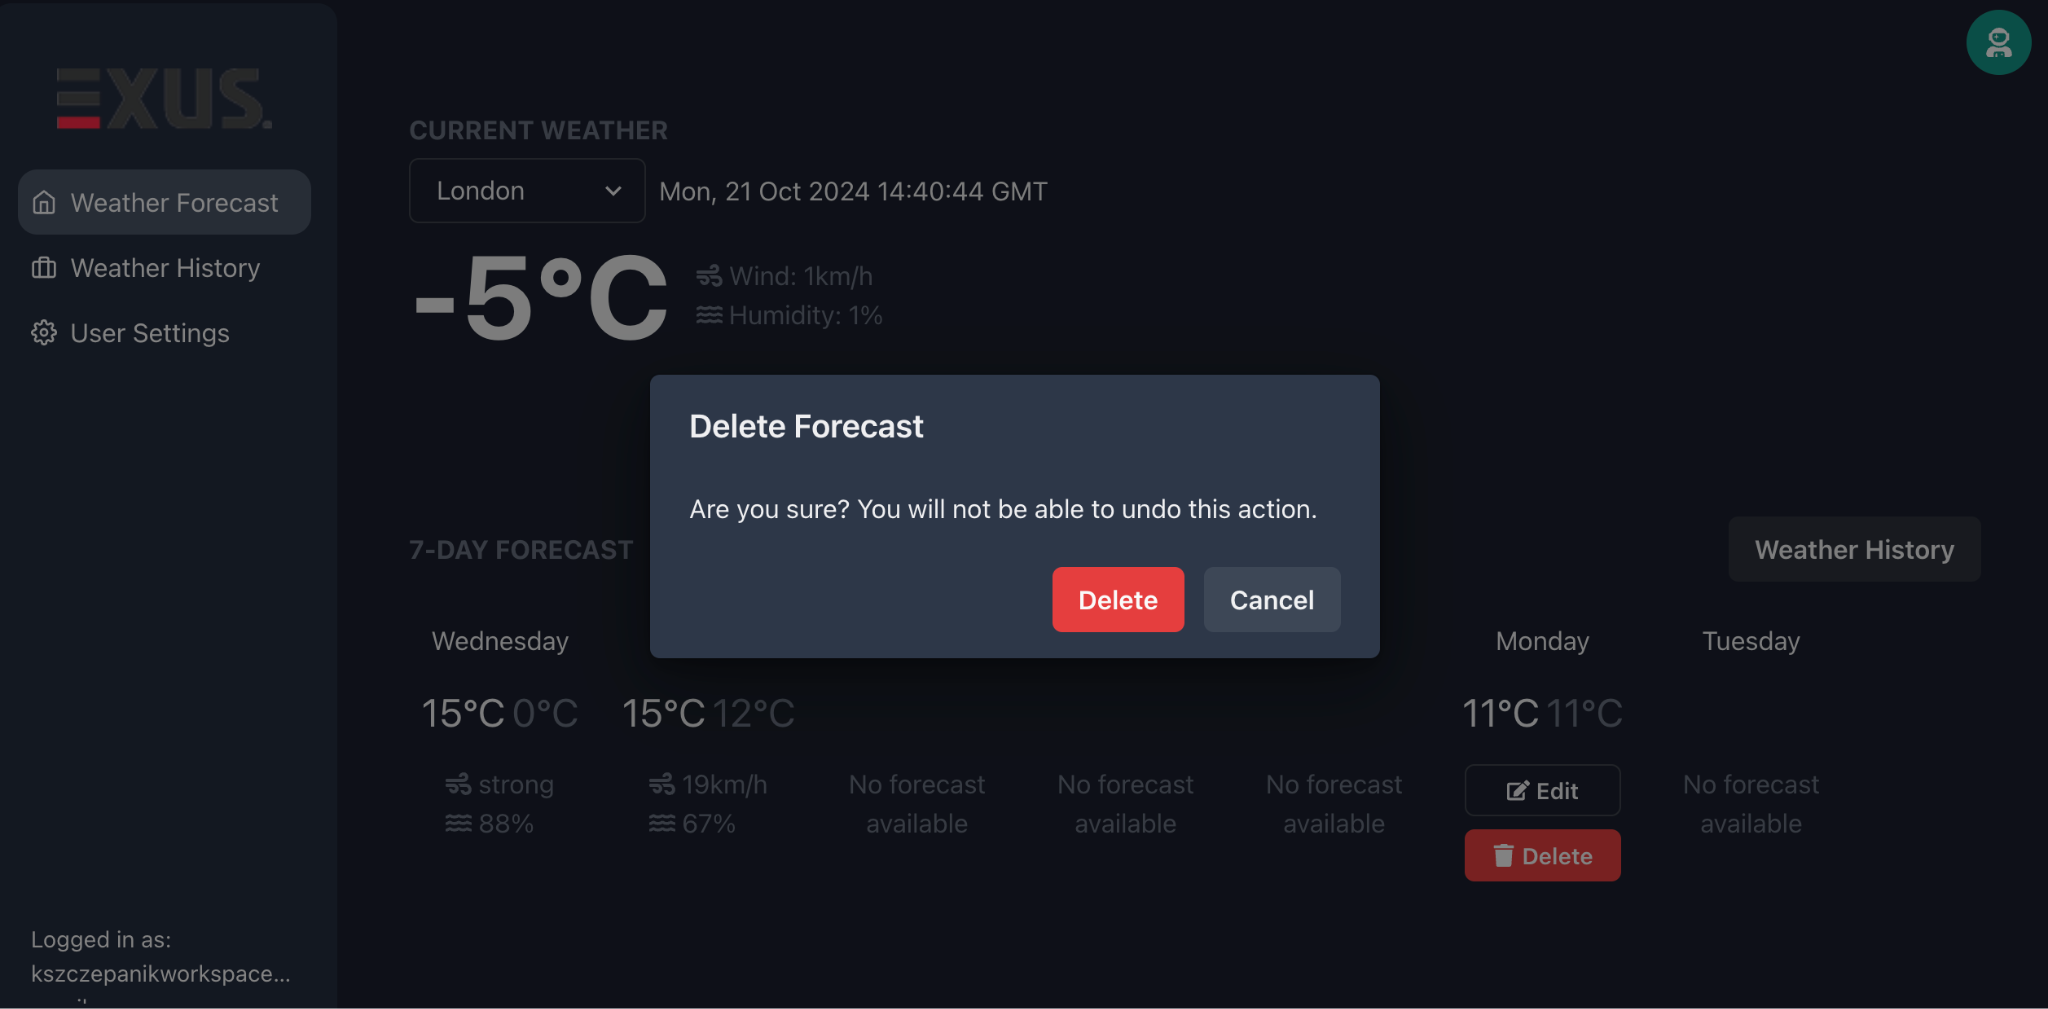 EXUS.
Weather Forecast
Weather History
User Settings
Logged in as:
kszczepanikworkspace...
CURRENT WEATHER
London
Mon, 21 Oct 2024 14:40:44 GMT
-5°C
Wind: 1km/h
Humidity: 1%
Delete Forecast
Are you sure? You will not be able to undo this action.
Delete Cancel
7-DAY FORECAST
Weather History
Wednesday
15°C 0°C
strong
88%
15°C 12°C
19km/h
67%
No forecast
available
No forecast
available
No forecast
available
Monday
11°C 11°C
Edit
Delete
Tuesday
No forecast
available